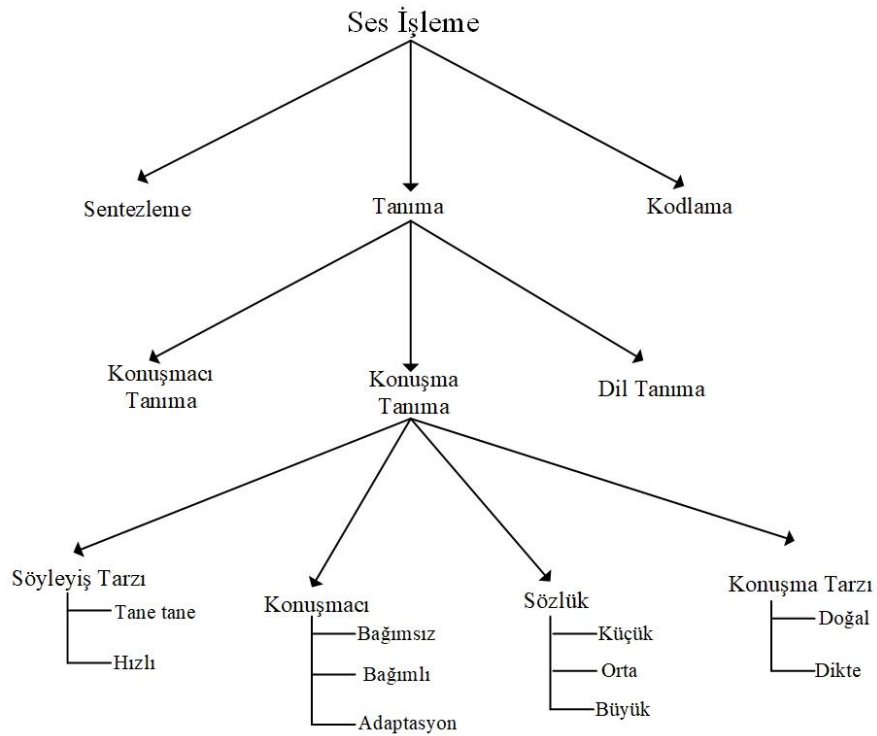 Ses İşleme
Sentezleme
Tanıma
Kodlama
Konuşmacı
Tanıma
Konuşma
Tanıma
Dil Tanıma
Söyleyiş Tarzı
Tane tane
Hızlı
Konuşmacı
Bağımsız
Bağımlı
Adaptasyon
Sözlük
Küçük
Orta
Büyük
Konuşma Tarzı
Doğal
Dikte